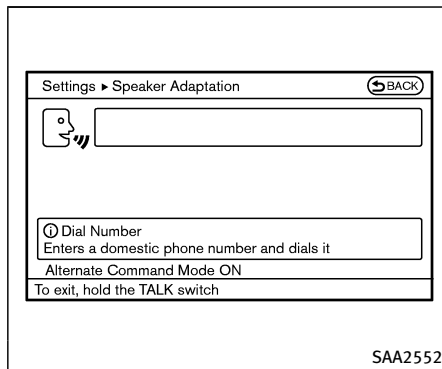 Settings ▶ Speaker Adaptation
BACK
Dial Number
Enters a domestic phone number and dials it
Alternate Command Mode ON
To exit, hold the TALK switch
SAA2552